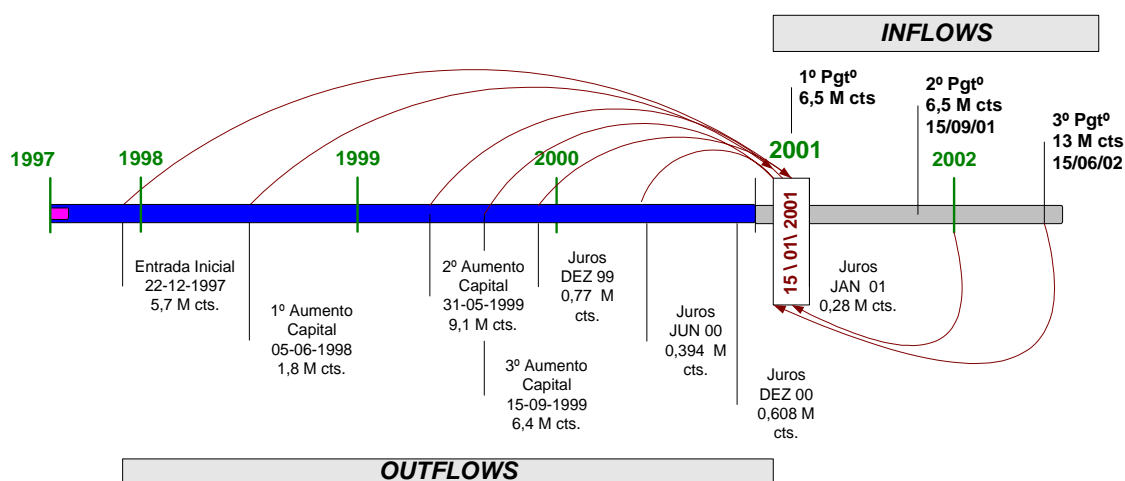 INFLOWS
1º Pgtº
6,5 M cts
2º Pgtº
6,5 M cts
15/09/01
3º Pgtº
13 M cts
15/06/02
1997
1998
1999
2000
2001
2002
15 \ 01 \ 2001
Entrada Inicial
22-12-1997
5,7 M cts.
1º Aumento
Capital
05-06-1998
1,8 M cts.
2º Aumento
Capital
31-05-1999
9,1 M cts.
3º Aumento
Capital
15-09-1999
6,4 M cts.
Juros
DEZ 99
0,77 M
cts.
Juros
JUN 00
0,394 M
cts.
Juros
DEZ 00
0,608 M
cts.
Juros
JAN 01
0,28 M cts.
OUTFLOWS